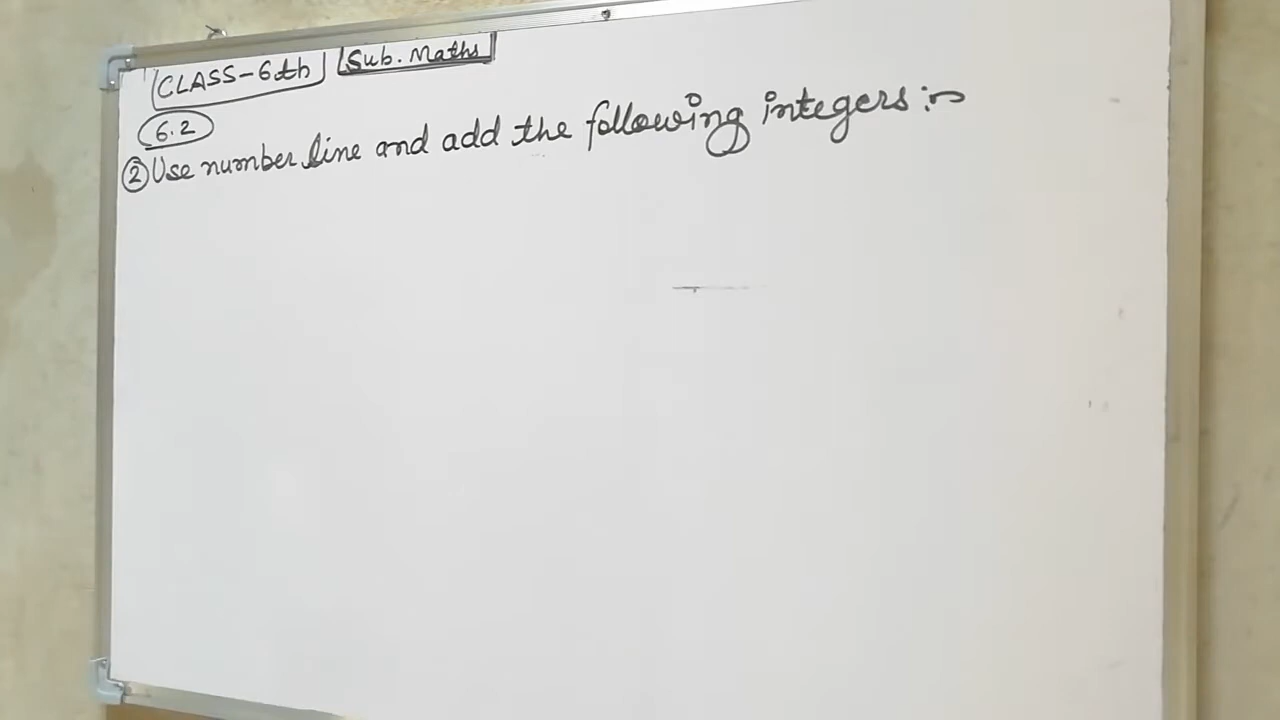 CLASS-6th Sub. Maths
6.2
② Use number line and add the following integers :-